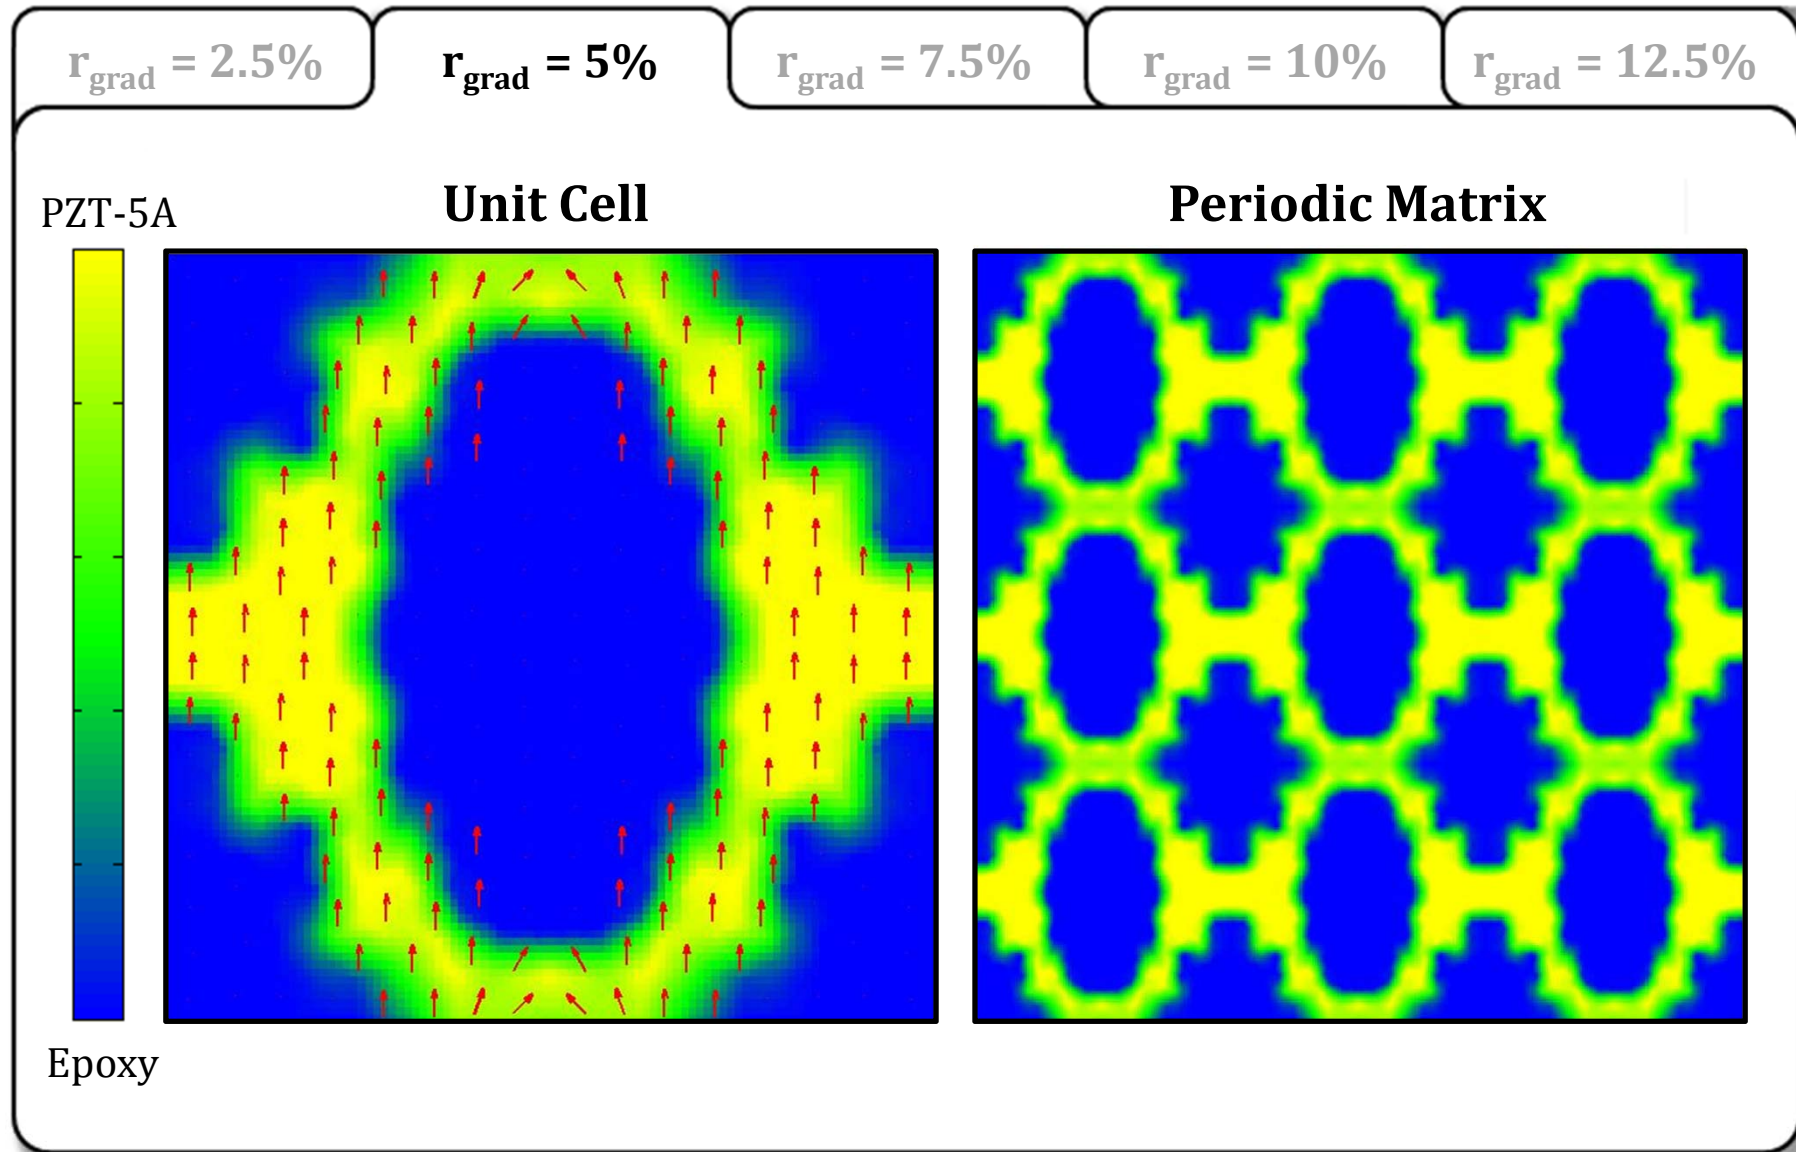 r_grad = 2.5%
r_grad = 5%
r_grad = 7.5%
r_grad = 10%
r_grad = 12.5%
Unit Cell
Periodic Matrix
PZT-5A
Epoxy